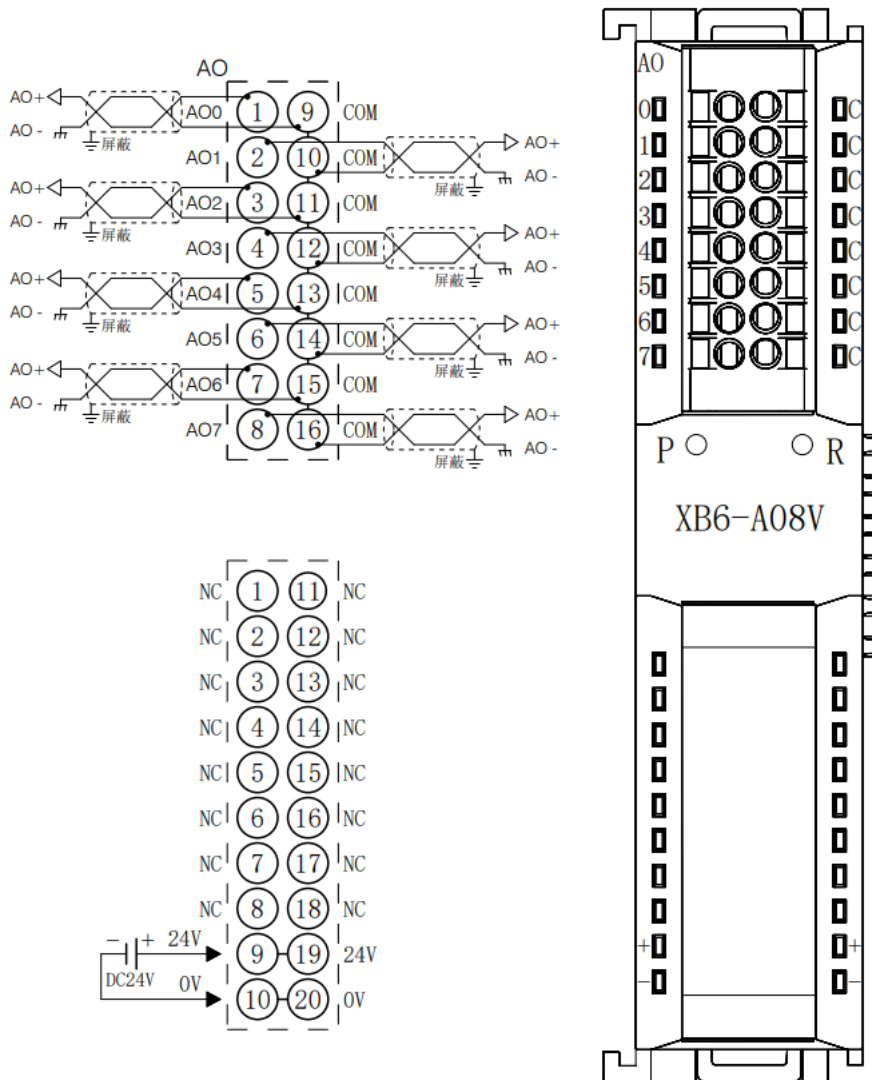 AO
AO+ AO0 1 9 COM
AO - 屏蔽
AO1 2 10 COM AO+
屏蔽 AO -
AO+ AO2 3 11 COM
AO - 屏蔽
AO3 4 12 COM AO+
屏蔽 AO -
AO+ AO4 5 13 COM
AO - 屏蔽
AO5 6 14 COM AO+
屏蔽 AO -
AO+ AO6 7 15 COM
AO - 屏蔽
AO7 8 16 COM AO+
屏蔽 AO -
NC 1 11 NC
NC 2 12 NC
NC 3 13 NC
NC 4 14 NC
NC 5 15 NC
NC 6 16 NC
NC 7 17 NC
NC 8 18 NC
- + 24V 9 19 24V
DC24V 0V 10 20 0V
AO
0 C
1 C
2 C
3 C
4 C
5 C
6 C
7 C
P R
XB6-A08V
+ +
- -